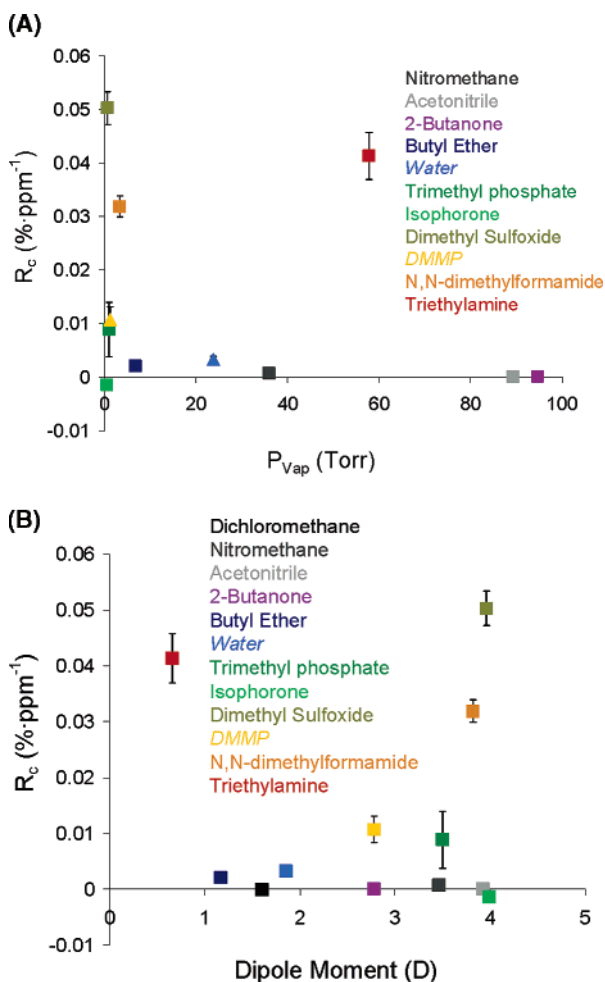 (A)
0.06
0.05
0.04
0.03
0.02
0.01
0
-0.01
R_c (%·ppm⁻¹)
Nitromethane
Acetonitrile
2-Butanone
Butyl Ether
Water
Trimethyl phosphate
Isophorone
Dimethyl Sulfoxide
DMMP
N,N-dimethylformamide
Triethylamine
0 20 40 60 80 100
P_Vap (Torr)
(B)
0.06
0.05
0.04
0.03
0.02
0.01
0
-0.01
R_c (%·ppm⁻¹)
Dichloromethane
Nitromethane
Acetonitrile
2-Butanone
Butyl Ether
Water
Trimethyl phosphate
Isophorone
Dimethyl Sulfoxide
DMMP
N,N-dimethylformamide
Triethylamine
0 1 2 3 4 5
Dipole Moment (D)